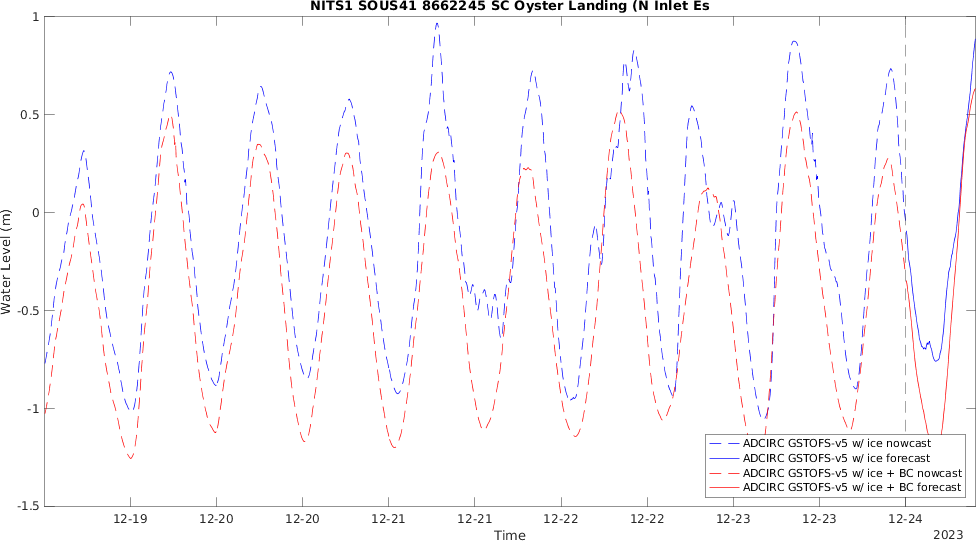 NITS1 SOUS41 8662245 SC Oyster Landing (N Inlet Es
1
0.5
0
-0.5
-1
-1.5
Water Level (m)
ADCIRC GSTOFS-v5 w/ ice nowcast
ADCIRC GSTOFS-v5 w/ ice forecast
ADCIRC GSTOFS-v5 w/ ice + BC nowcast
ADCIRC GSTOFS-v5 w/ ice + BC forecast
12-19 12-20 12-20 12-21 12-21 12-22 12-22 12-23 12-23 12-24
Time
2023